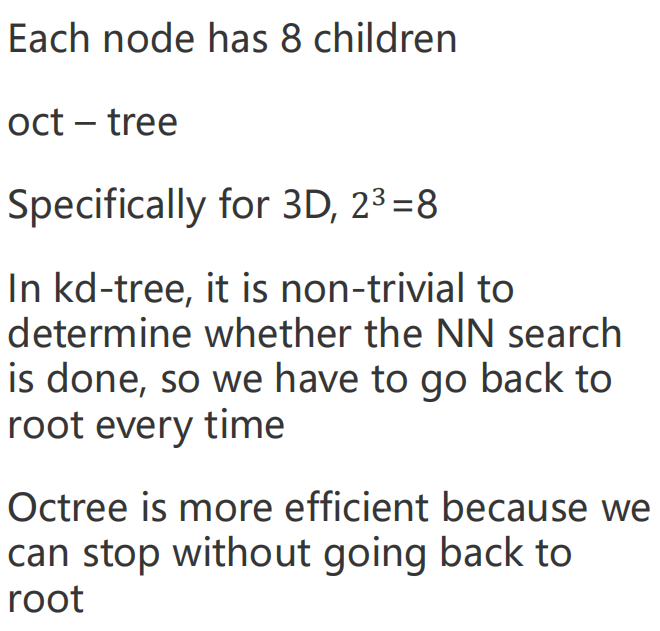 Each node has 8 children
oct – tree
Specifically for 3D, 2³=8
In kd-tree, it is non-trivial to
determine whether the NN search
is done, so we have to go back to
root every time
Octree is more efficient because we
can stop without going back to
root